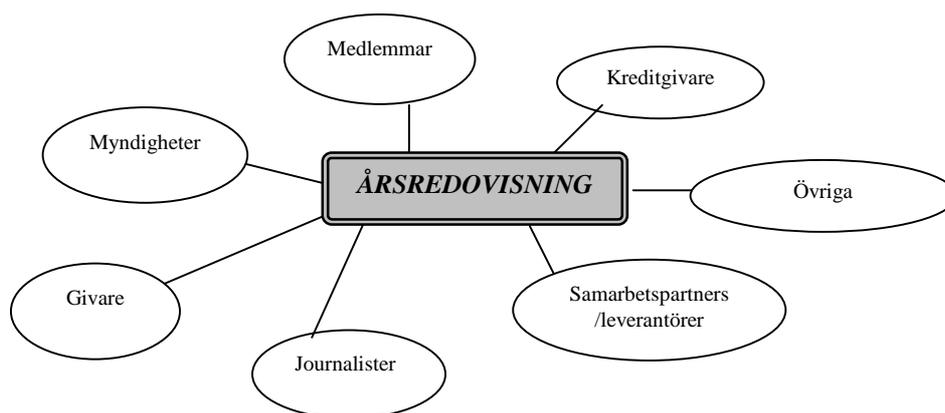 Medlemmar
Kreditgivare
Myndigheter
ÅRSREDOVISNING
Övriga
Givare
Samarbetspartners
/leverantörer
Journalister